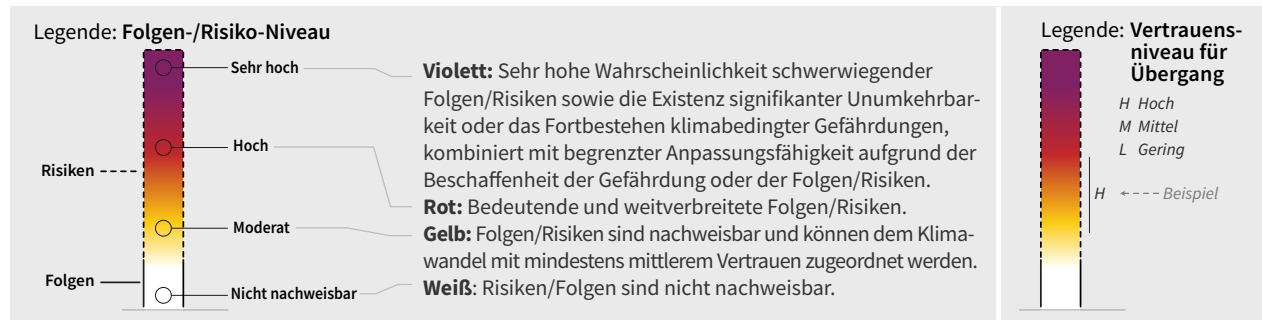 Legende: Folgen-/Risiko-Niveau
Sehr hoch
Hoch
Risiken
Moderat
Folgen
Nicht nachweisbar
Violett: Sehr hohe Wahrscheinlichkeit schwerwiegender
Folgen/Risiken sowie die Existenz signifikanter Unumkehrbar-
keit oder das Fortbestehen klimabedingter Gefährdungen,
kombiniert mit begrenzter Anpassungsfähigkeit aufgrund der
Beschaffenheit der Gefährdung oder der Folgen/Risiken.
Rot: Bedeutende und weitverbreitete Folgen/Risiken.
Gelb: Folgen/Risiken sind nachweisbar und können dem Klima-
wandel mit mindestens mittlerem Vertrauen zugeordnet werden.
Weiß: Risiken/Folgen sind nicht nachweisbar.
Legende: Vertrauens-
niveau für
Übergang
H Hoch
M Mittel
L Gering
H
Beispiel